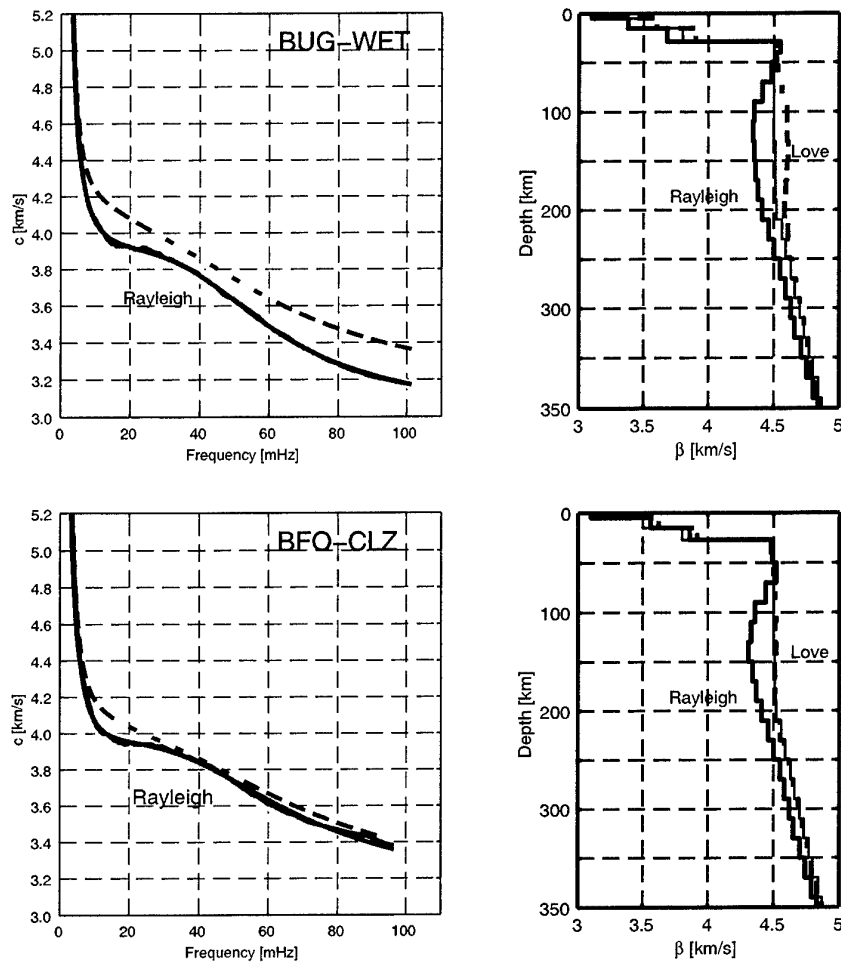 BUG-WET
5.2
5.0
4.8
4.6
4.4
4.2
4.0
3.8
3.6
3.4
3.2
3.0
c [km/s]
Rayleigh
0 20 40 60 80 100
Frequency [mHz]
0
100
200
300
350
Depth [km]
Love
Rayleigh
3 3.5 4 4.5 5
β [km/s]
BFO-CLZ
5.2
5.0
4.8
4.6
4.4
4.2
4.0
3.8
3.6
3.4
3.2
3.0
c [km/s]
Rayleigh
0 20 40 60 80 100
Frequency [mHz]
0
100
200
300
350
Depth [km]
Love
Rayleigh
3 3.5 4 4.5 5
β [km/s]